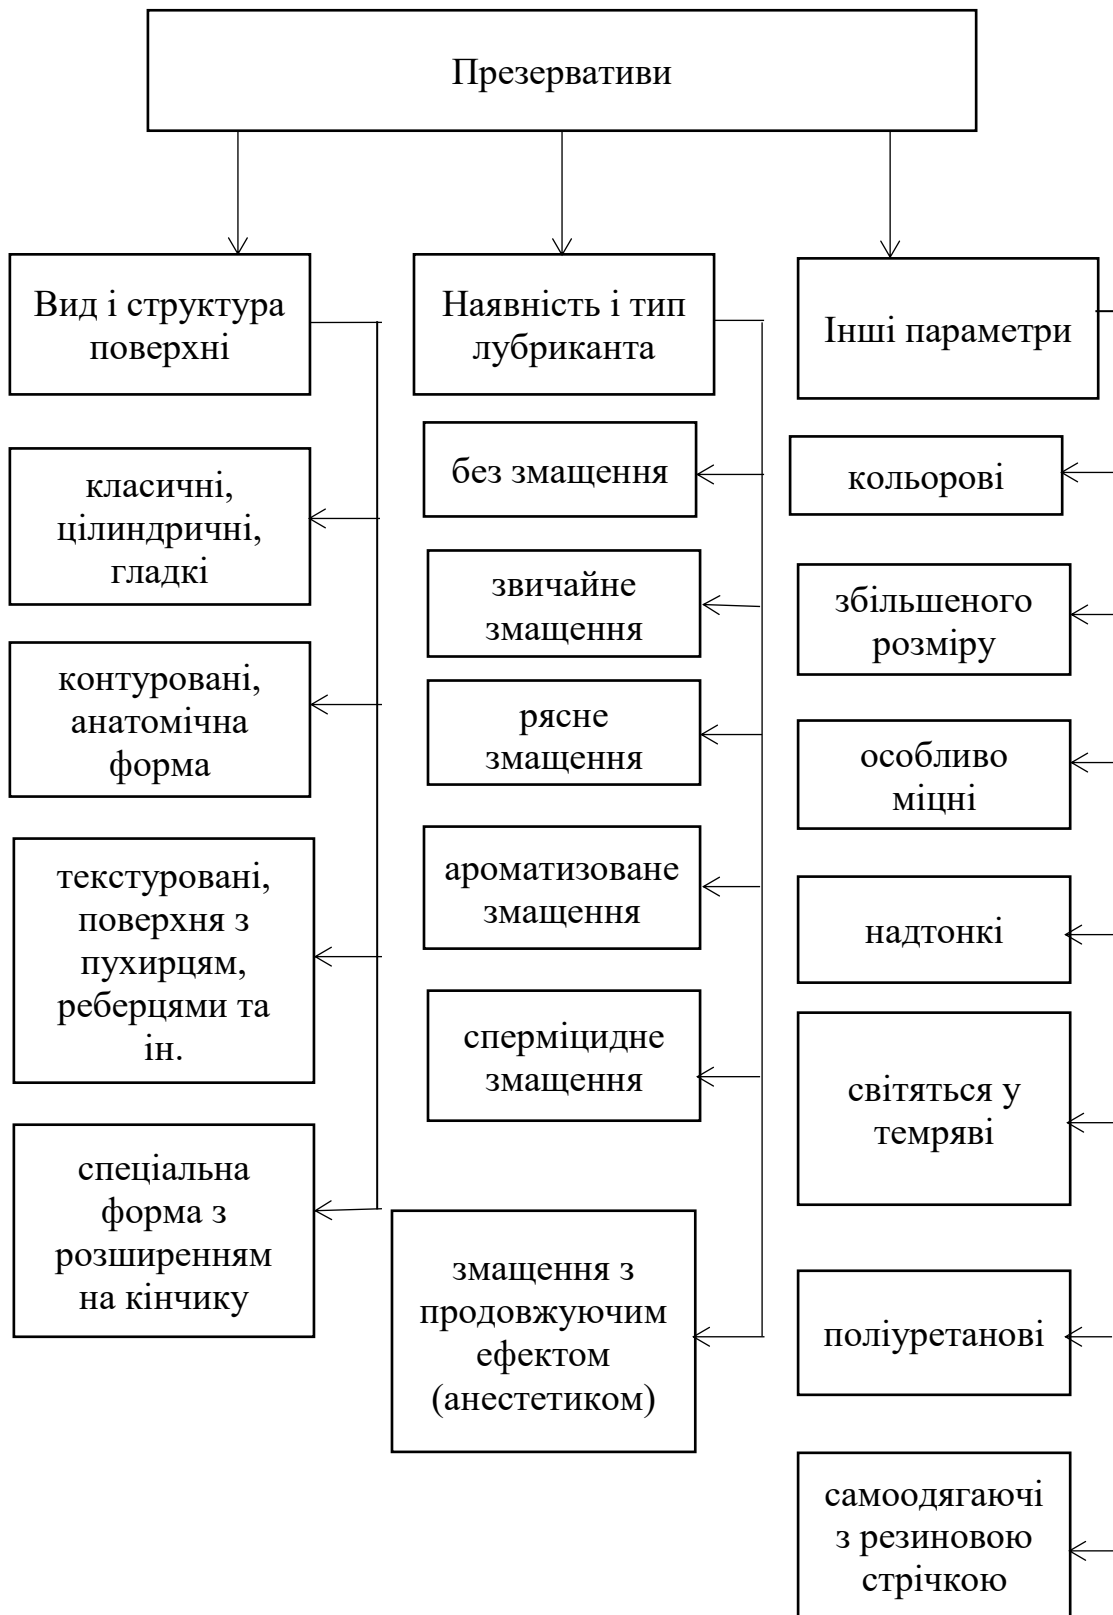 Презервативи
Вид і структура
поверхні
класичні,
цілиндричні,
гладкі
контуровані,
анатомічна
форма
текстуровані,
поверхня з
пухирцям,
реберцями та
ін.
спеціальна
форма з
розширенням
на кінчику
Наявність і тип
лубриканта
без змащення
звичайне
змащення
рясне
змащення
ароматизоване
змащення
сперміцидне
змащення
змащення з
продовжуючим
ефектом
(анестетиком)
Інші параметри
кольорові
збільшеного
розміру
особливо
міцні
надтонкі
світяться у
темряві
поліуретанові
самоодягаючі
з резиновою
стрічкою